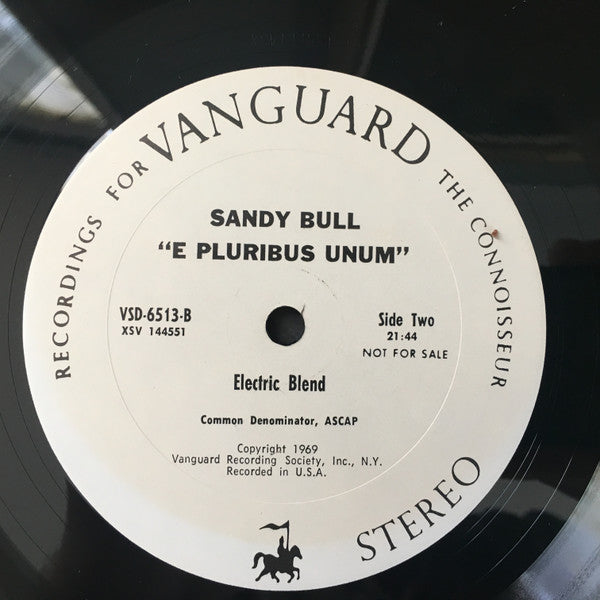 RECORDINGS FOR VANGUARD THE CONNOISSEUR
SANDY BULL
“E PLURIBUS UNUM”
VSD-6513-B
XSV 144551
Side Two
21:44
NOT FOR SALE
Electric Blend
Common Denominator, ASCAP
Copyright 1969
Vanguard Recording Society, Inc., N.Y.
Recorded in U.S.A.
STEREO